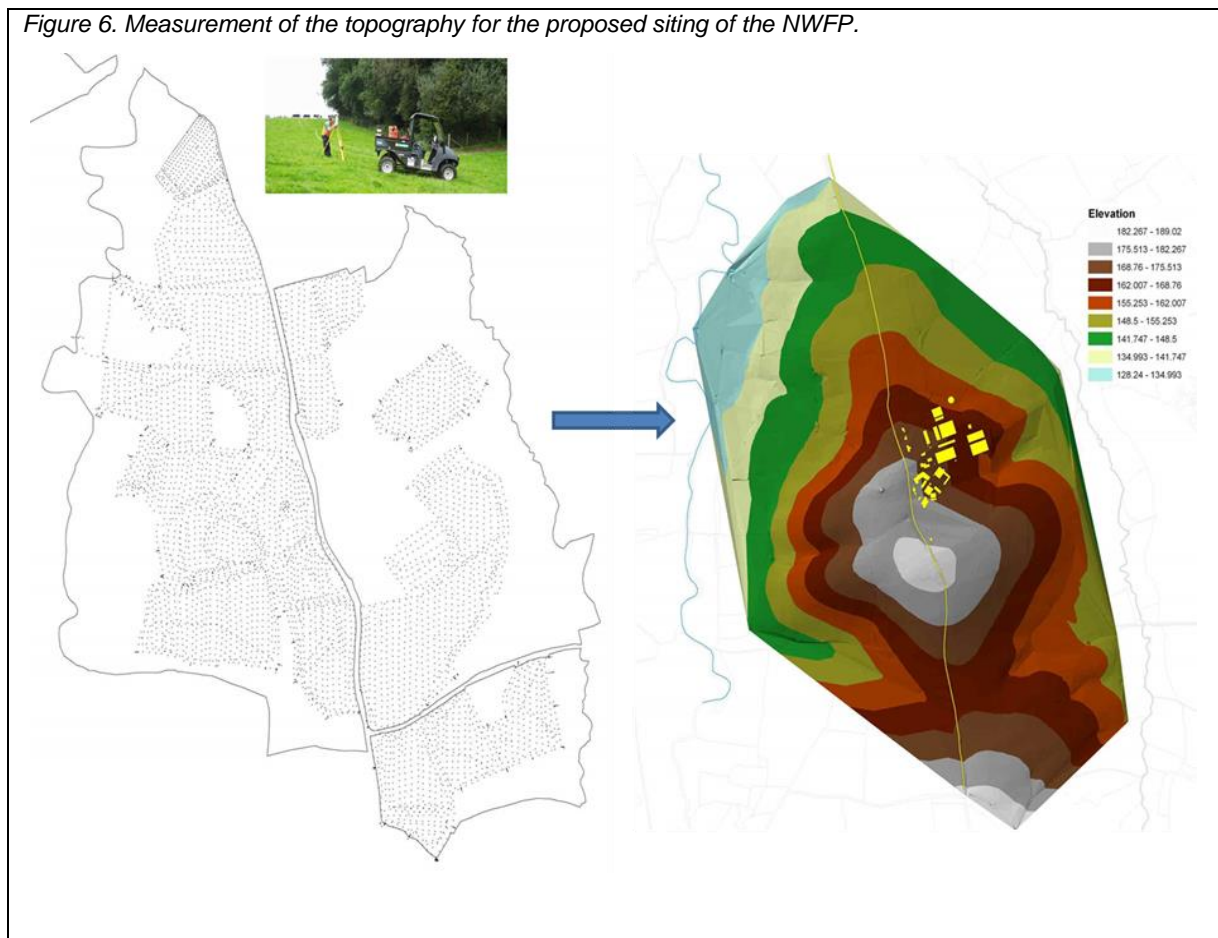 Figure 6. Measurement of the topography for the proposed siting of the NWFP.
Elevation
182.267 - 189.02
175.513 - 182.267
168.76 - 175.513
162.007 - 168.76
155.253 - 162.007
148.5 - 155.253
141.747 - 148.5
134.993 - 141.747
128.24 - 134.993